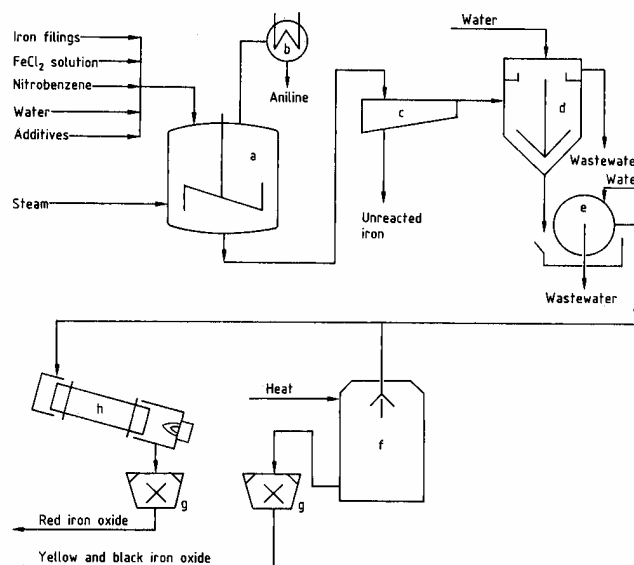 Iron filings
FeCl2 solution
Nitrobenzene
Water
Additives
Steam
a
b
Aniline
c
Unreacted
iron
Water
d
Wastewater
Water
e
Wastewater
h
g
Red iron oxide
Heat
f
g
Yellow and black iron oxide